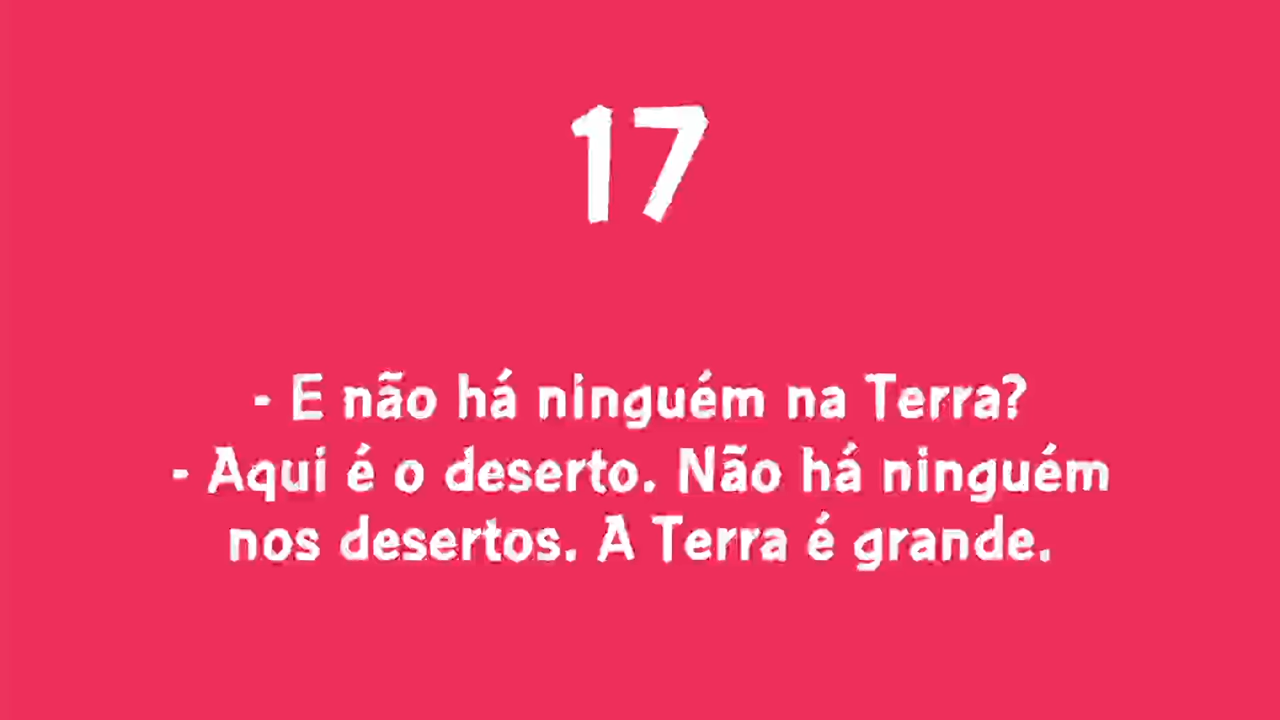 17
- E não há ninguém na Terra?
- Aqui é o deserto. Não há ninguém
nos desertos. A Terra é grande.